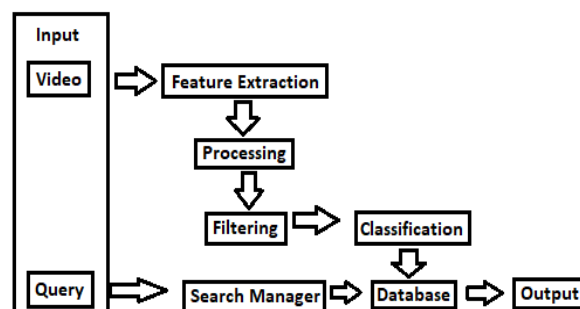 Input
Video
Feature Extraction
Processing
Filtering
Classification
Query
Search Manager
Database
Output